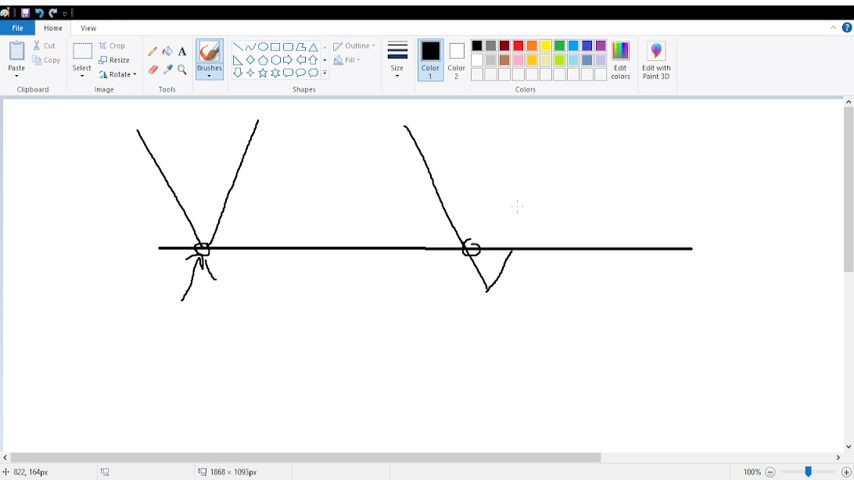 File Home View
Paste Cut Copy Select Crop Resize Rotate Brushes Outline Fill Size Color 1 Color 2 Edit colors Edit with Paint 3D
Clipboard Image Tools A Shapes Colors
822, 164px 1868 × 1093px 100%